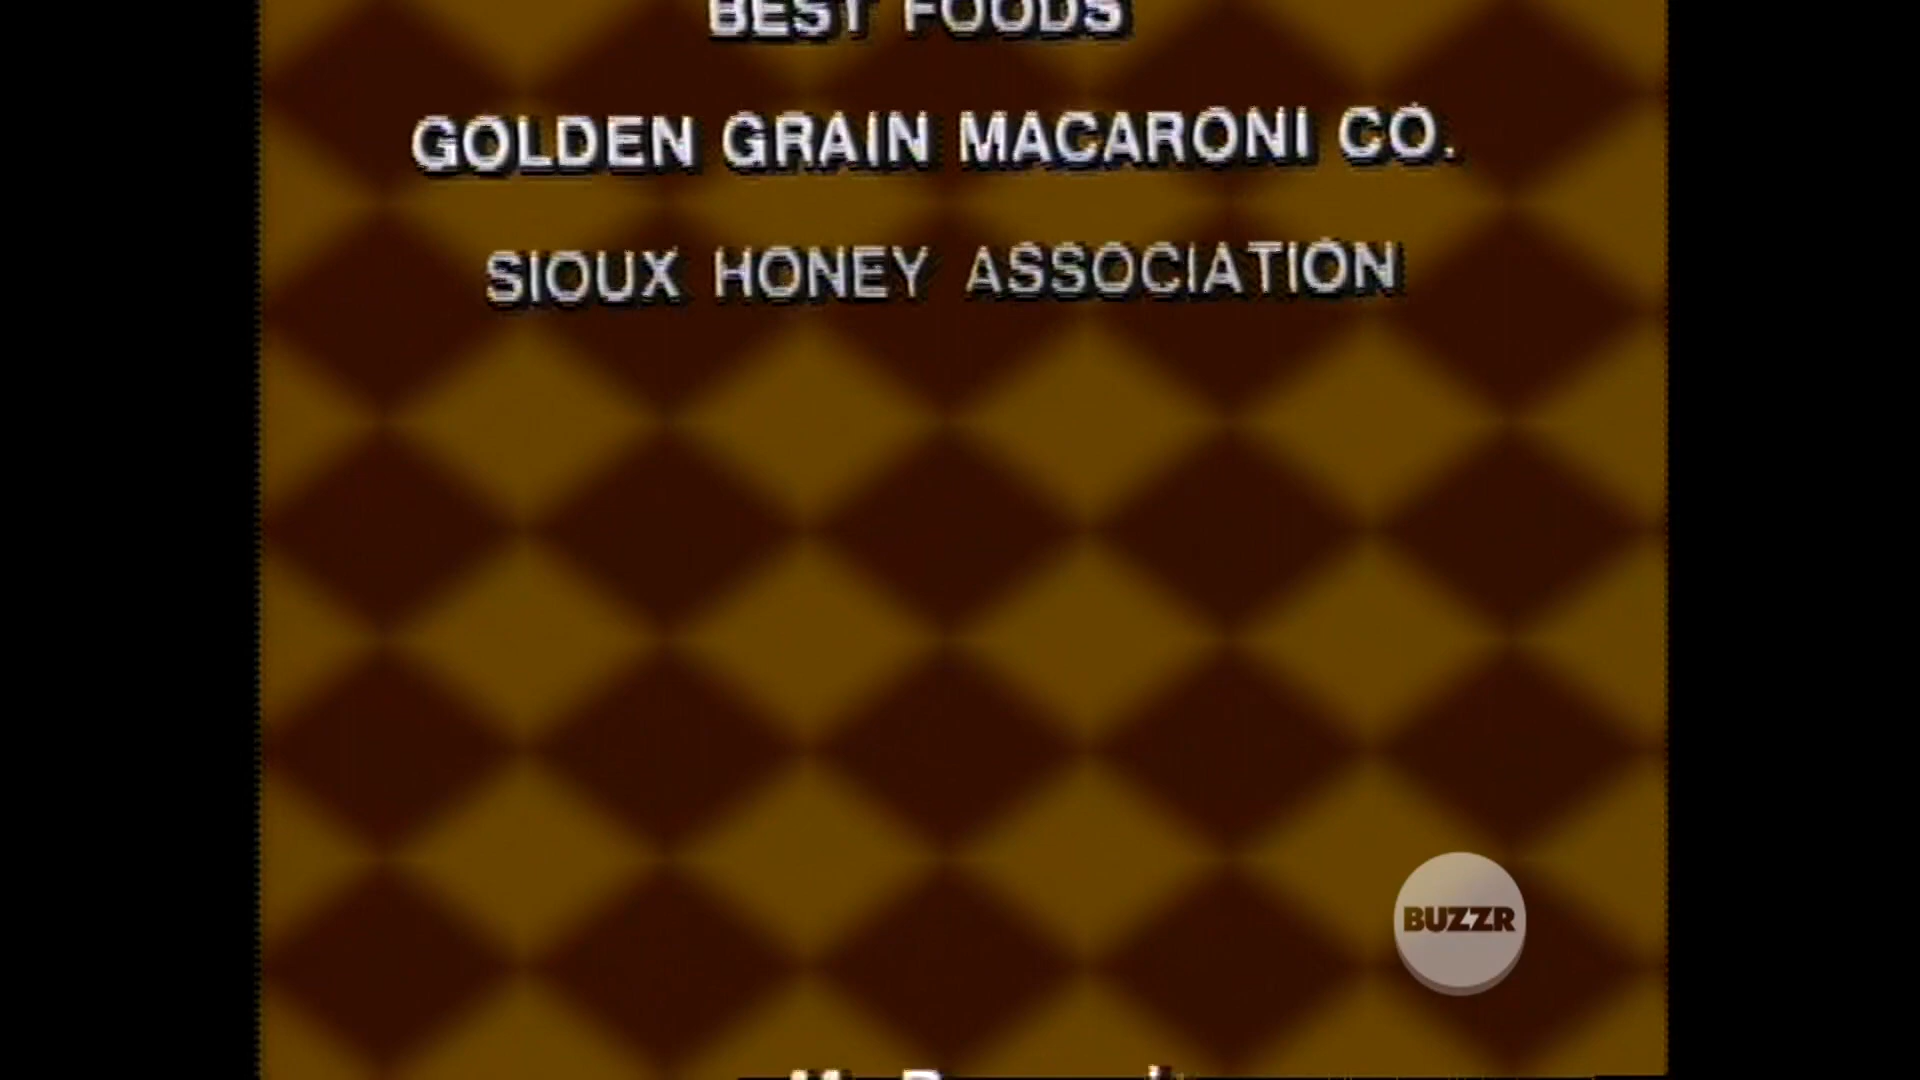 BEST FOODS
GOLDEN GRAIN MACARONI CO.
SIOUX HONEY ASSOCIATION
BUZZR